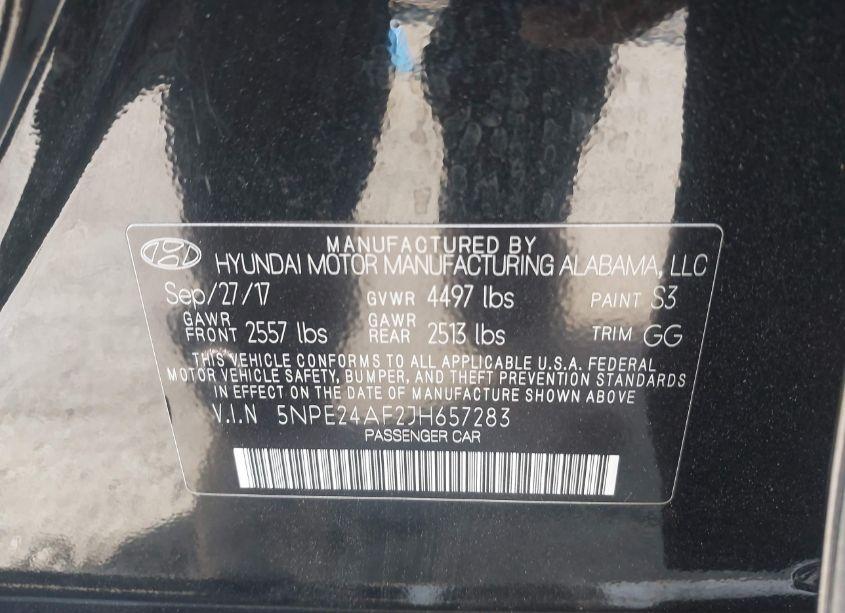 MANUFACTURED BY
HYUNDAI MOTOR MANUFACTURING ALABAMA, LLC
Sep/27/17 GVWR 4497 lbs PAINT S3
GAWR FRONT 2557 lbs GAWR REAR 2513 lbs TRIM GG
THIS VEHICLE CONFORMS TO ALL APPLICABLE U.S.A. FEDERAL
MOTOR VEHICLE SAFETY, BUMPER, AND THEFT PREVENTION STANDARDS
IN EFFECT ON THE DATE OF MANUFACTURE SHOWN ABOVE
V.I.N 5NPE24AF2JH657283
PASSENGER CAR